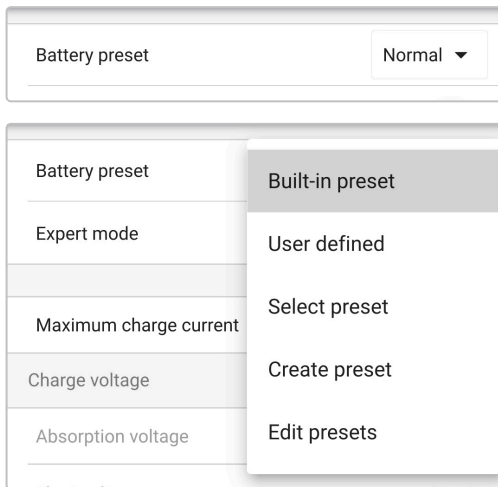 Battery preset Normal
Battery preset
Built-in preset
Expert mode
User defined
Select preset
Maximum charge current
Create preset
Charge voltage
Edit presets
Absorption voltage